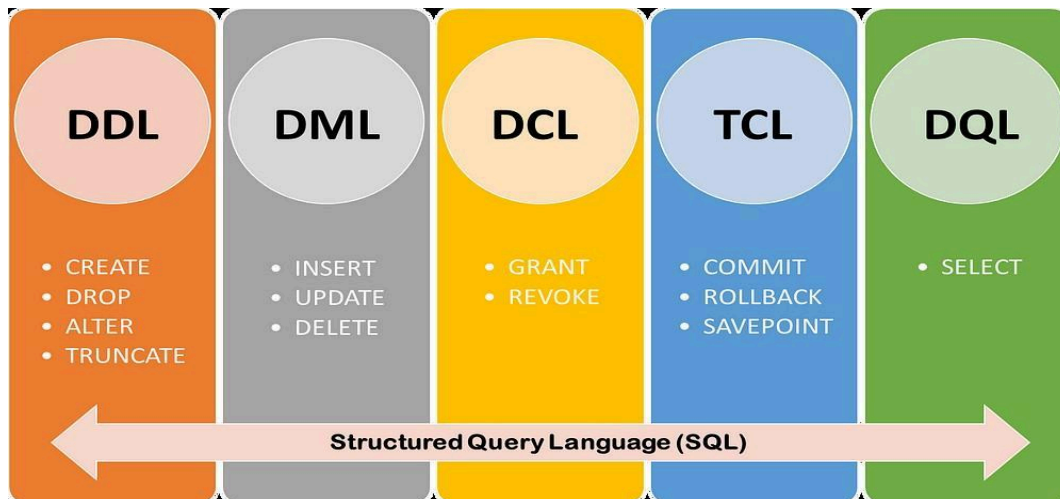 DDL
• CREATE
• DROP
• ALTER
• TRUNCATE
DML
• INSERT
• UPDATE
• DELETE
DCL
• GRANT
• REVOKE
TCL
• COMMIT
• ROLLBACK
• SAVEPOINT
DQL
• SELECT
Structured Query Language (SQL)